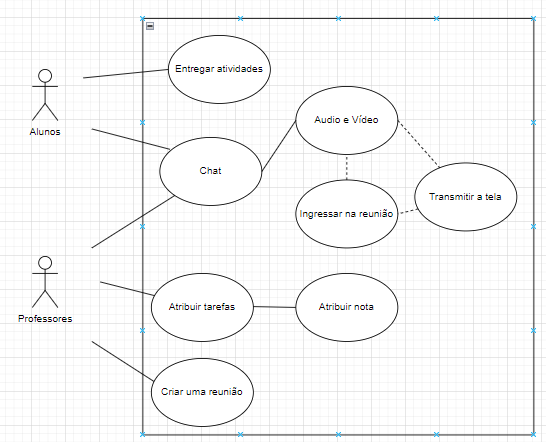 Entregar atividades
Alunos
Audio e Vídeo
Chat
Transmitir a tela
Ingressar na reunião
Professores
Atribuir tarefas
Atribuir nota
Criar uma reunião